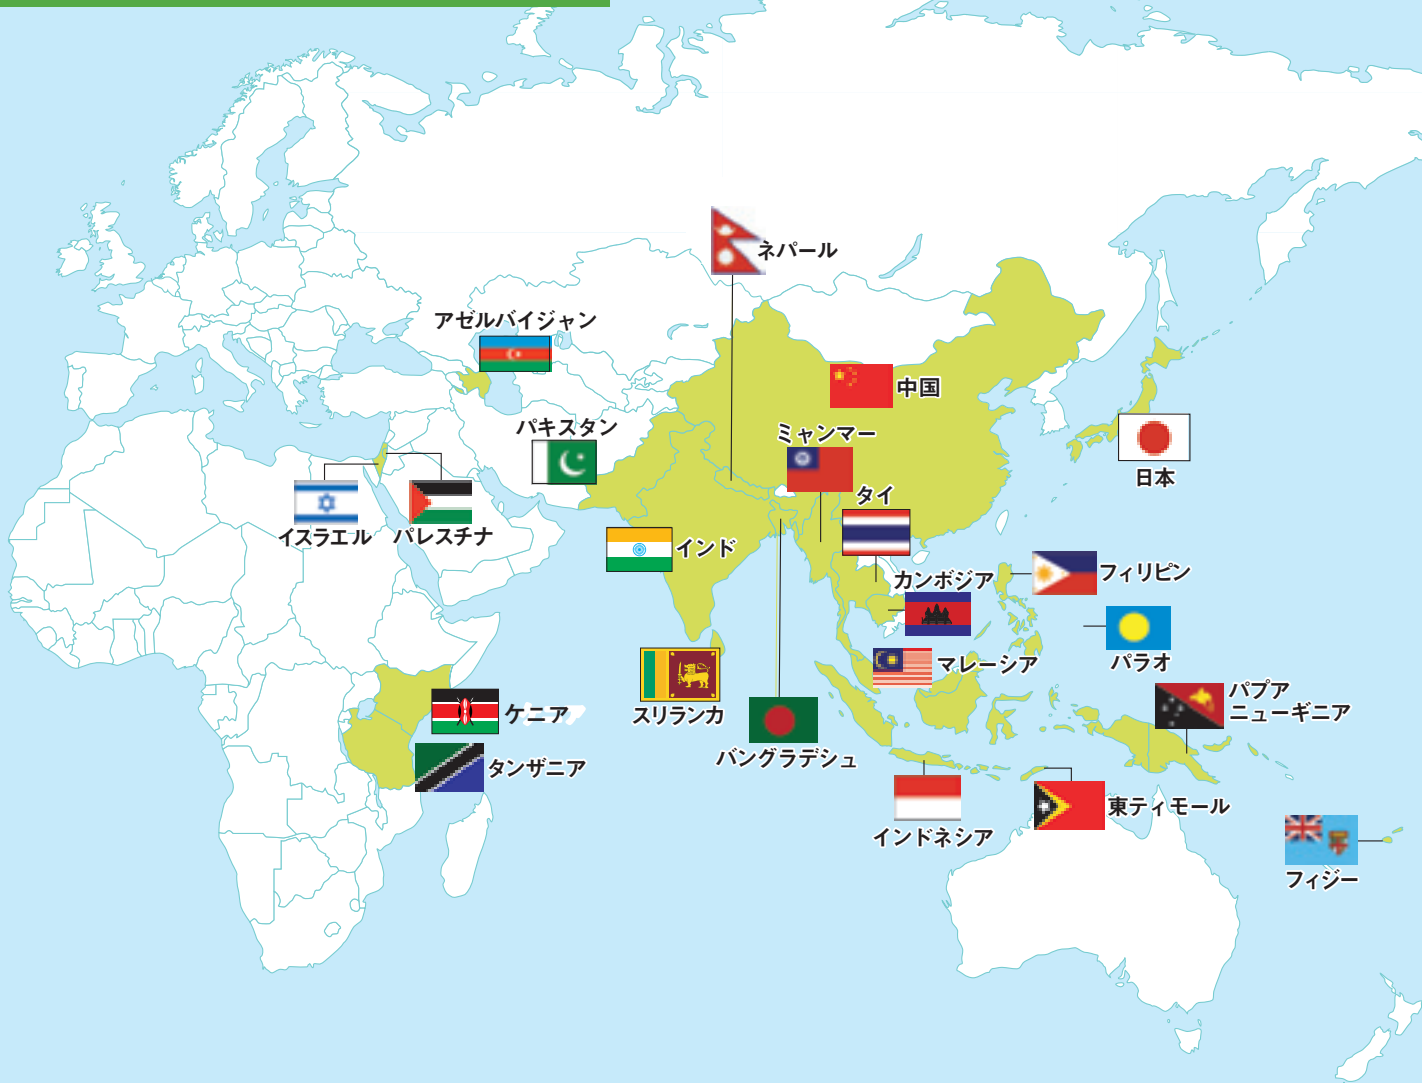 ネパール
アゼルバイジャン
中国
パキスタン
ミャンマー
日本
タイ
イスラエル
パレスチナ
インド
カンボジア
フィリピン
マレーシア
パラオ
ケニア
スリランカ
パプア
ニューギニア
バングラデシュ
タンザニア
東ティモール
インドネシア
フィジー